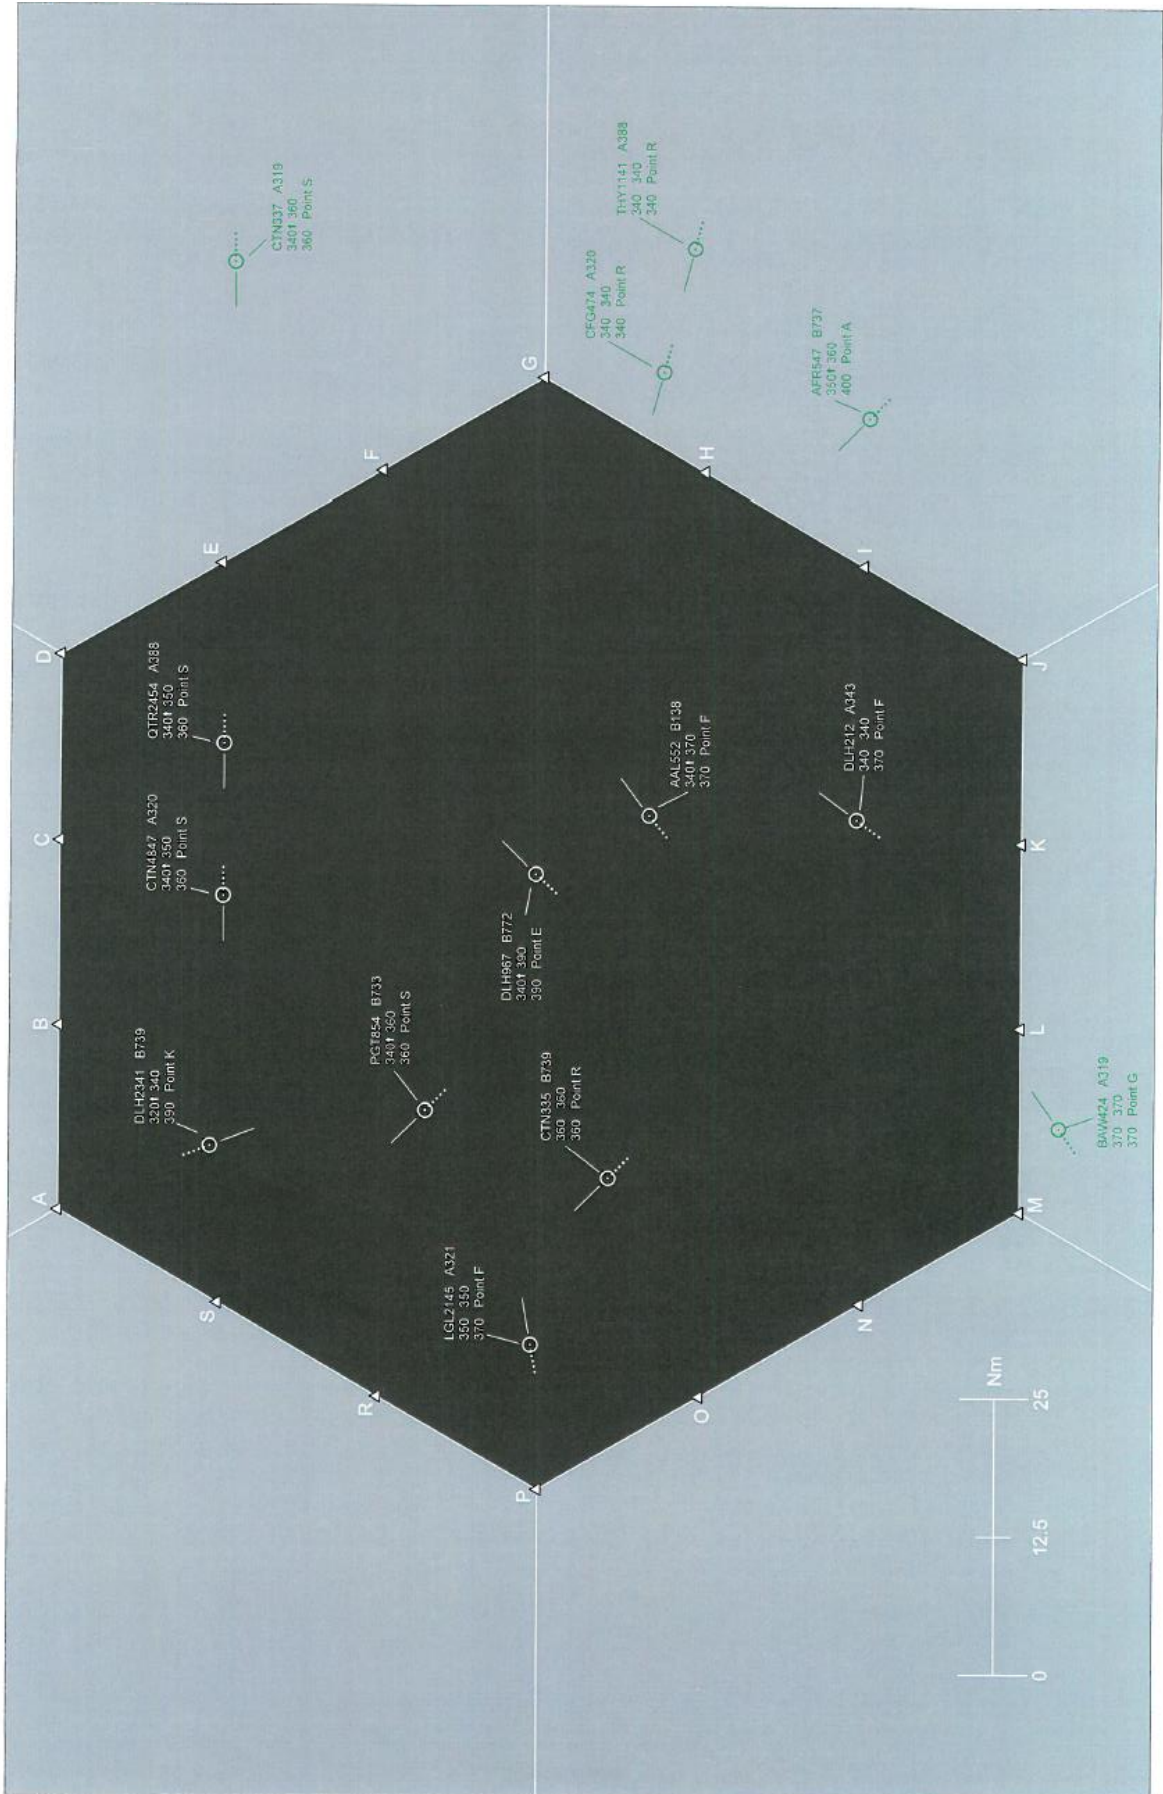 A
B
C
D
DLH2341 B739
320↑ 340
390 Point K
CTN4847 A320
340↑ 350
360 Point S
QTR2454 A388
340↑ 350
360 Point S
S
E
CTN337 A319
340↑ 360
360 Point S
R
F
PGT854 B733
340↑ 360
360 Point S
LGL2145 A321
350 350
370 Point F
DLH967 B772
340↑ 390
390 Point E
P
G
CTN335 B739
360 360
360 Point R
CFG474 A320
340 340
340 Point R
THY1141 A388
340 340
340 Point R
AAL552 B138
340↑ 370
370 Point F
O
H
AFR547 B737
350↑ 360
400 Point A
DLH212 A343
340 340
370 Point F
N
I
Nm
0 12.5 25
M
L
K
J
BAW424 A319
370 370
370 Point G